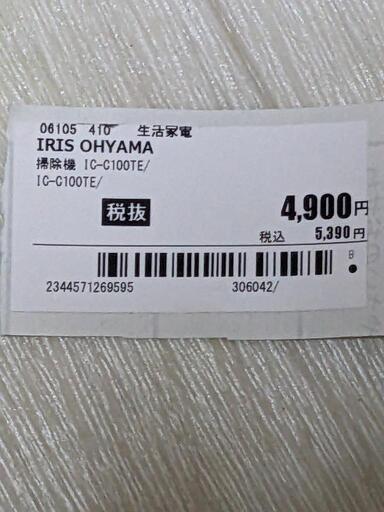 06105 410 生活家電
IRIS OHYAMA
掃除機 IC-C100TE/
IC-C100TE/
税抜 4,900円
税込 5,390円
B
2344571269595 306042/